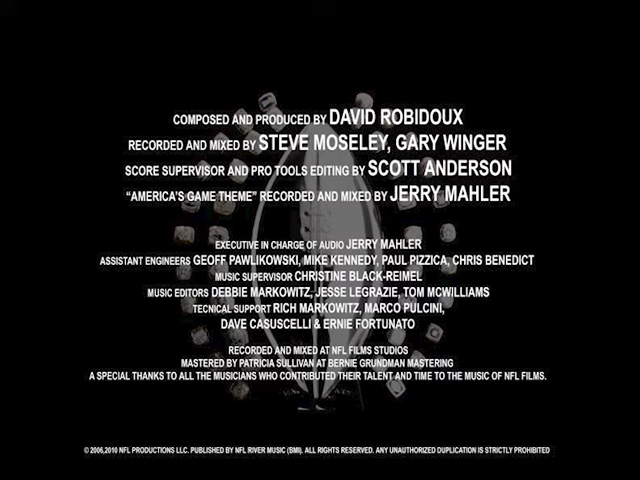 COMPOSED AND PRODUCED BY DAVID ROBIDOUX
RECORDED AND MIXED BY STEVE MOSELEY, GARY WINGER
SCORE SUPERVISOR AND PRO TOOLS EDITING BY SCOTT ANDERSON
“AMERICA'S GAME THEME” RECORDED AND MIXED BY JERRY MAHLER
EXECUTIVE IN CHARGE OF AUDIO JERRY MAHLER
ASSISTANT ENGINEERS GEOFF PAWLIKOWSKI, MIKE KENNEDY, PAUL PIZZICA, CHRIS BENEDICT
MUSIC SUPERVISOR CHRISTINE BLACK-REIMEL
MUSIC EDITORS DEBBIE MARKOWITZ, JESSE LEGRAZIE, TOM MCWILLIAMS
TECNICAL SUPPORT RICH MARKOWITZ, MARCO PULCINI,
DAVE CASUSCELLI & ERNIE FORTUNATO
RECORDED AND MIXED AT NFL FILMS STUDIOS
MASTERED BY PATRICIA SULLIVAN AT BERNIE GRUNDMAN MASTERING
A SPECIAL THANKS TO ALL THE MUSICIANS WHO CONTRIBUTED THEIR TALENT AND TIME TO THE MUSIC OF NFL FILMS.
© 2006,2010 NFL PRODUCTIONS LLC. PUBLISHED BY NFL RIVER MUSIC (BMI). ALL RIGHTS RESERVED. ANY UNAUTHORIZED DUPLICATION IS STRICTLY PROHIBITED